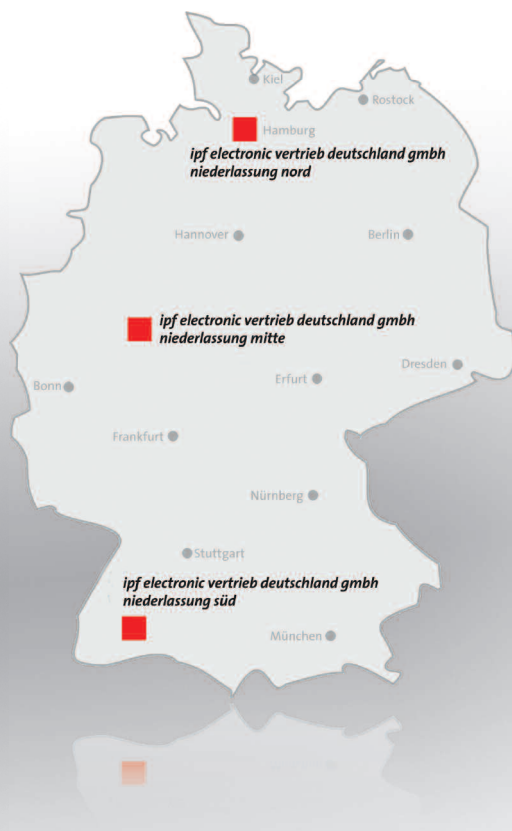 Kiel
Rostock
Hamburg
ipf electronic vertrieb deutschland gmbh
niederlassung nord
Hannover
Berlin
ipf electronic vertrieb deutschland gmbh
niederlassung mitte
Dresden
Bonn
Erfurt
Frankfurt
Nürnberg
Stuttgart
ipf electronic vertrieb deutschland gmbh
niederlassung süd
München